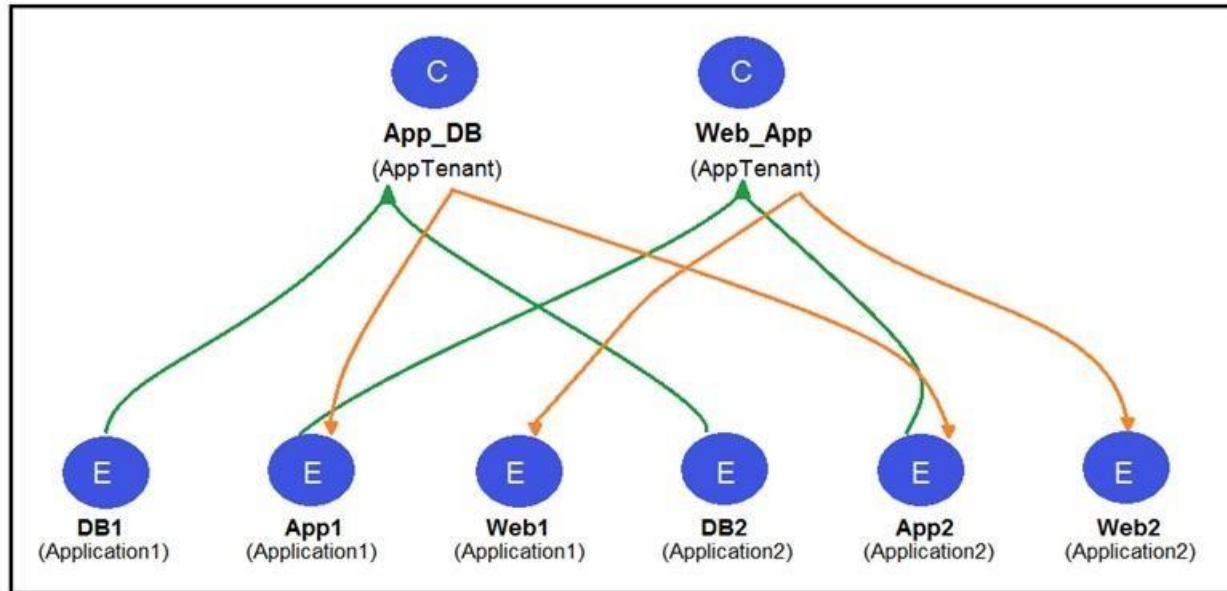 C C
App_DB Web_App
(AppTenant) (AppTenant)
E E E E E E
DB1 App1 Web1 DB2 App2 Web2
(Application1) (Application1) (Application1) (Application2) (Application2) (Application2)